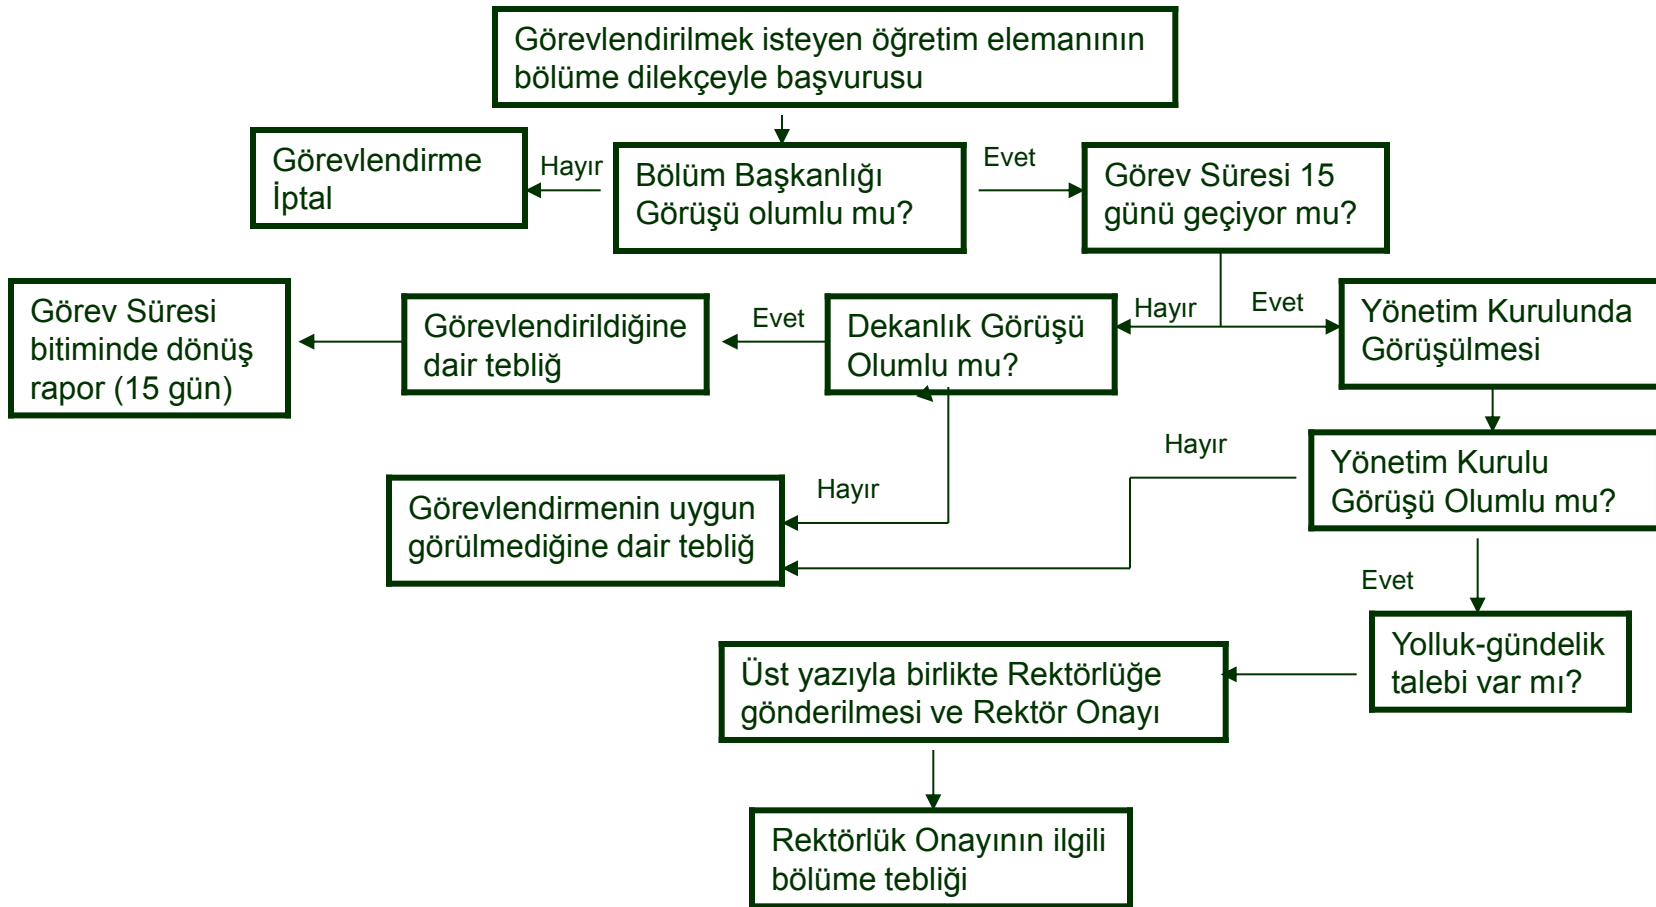 Görevlendirilmek isteyen öğretim elemanının
bölüme dilekçeyle başvurusu
Görevlendirme
İptal
Hayır
Bölüm Başkanlığı
Görüşü olumlu mu?
Evet
Görev Süresi 15
günü geçiyor mu?
Görev Süresi
bitiminde dönüş
rapor (15 gün)
Görevlendirildiğine
dair tebliğ
Evet
Dekanlık Görüşü
Olumlu mu?
Hayır
Evet
Yönetim Kurulunda
Görüşülmesi
Görevlendirmenin uygun
görülmediğine dair tebliğ
Hayır
Hayır
Yönetim Kurulu
Görüşü Olumlu mu?
Evet
Üst yazıyla birlikte Rektörlüğe
gönderilmesi ve Rektör Onayı
Yolluk-gündelik
talebi var mı?
Rektörlük Onayının ilgili
bölüme tebliği